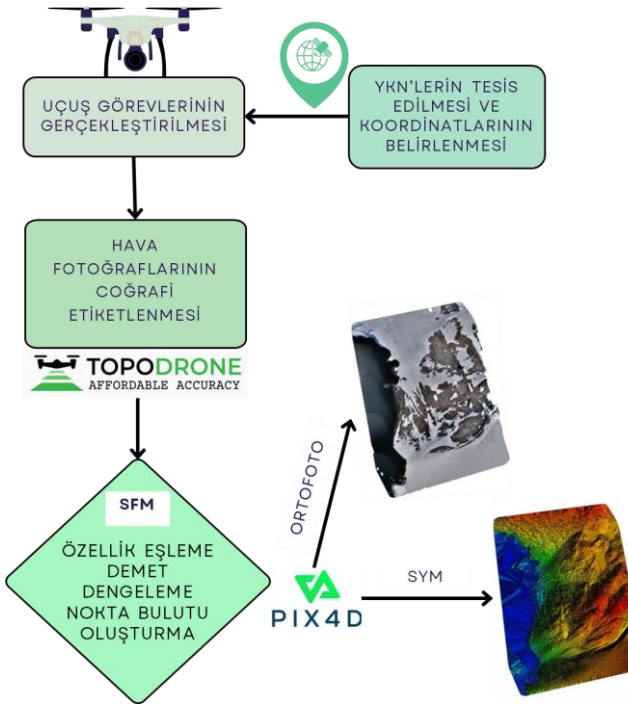 UÇUŞ GÖREVLERİNİN
GERÇEKLEŞTİRİLMESİ
YKN'LERİN TESİS
EDİLMESİ VE
KOORDİNATLARININ
BELİRLENMESİ
HAVA
FOTOĞRAFLARININ
COĞRAFİ
ETİKETLENMESİ
TOPODRONE
AFFORDABLE ACCURACY
SFM
ÖZELLİK EŞLEME
DEMET
DENGELEME
NOKTA BULUTU
OLUŞTURMA
PIX4D
ORTOFOTO
SYM